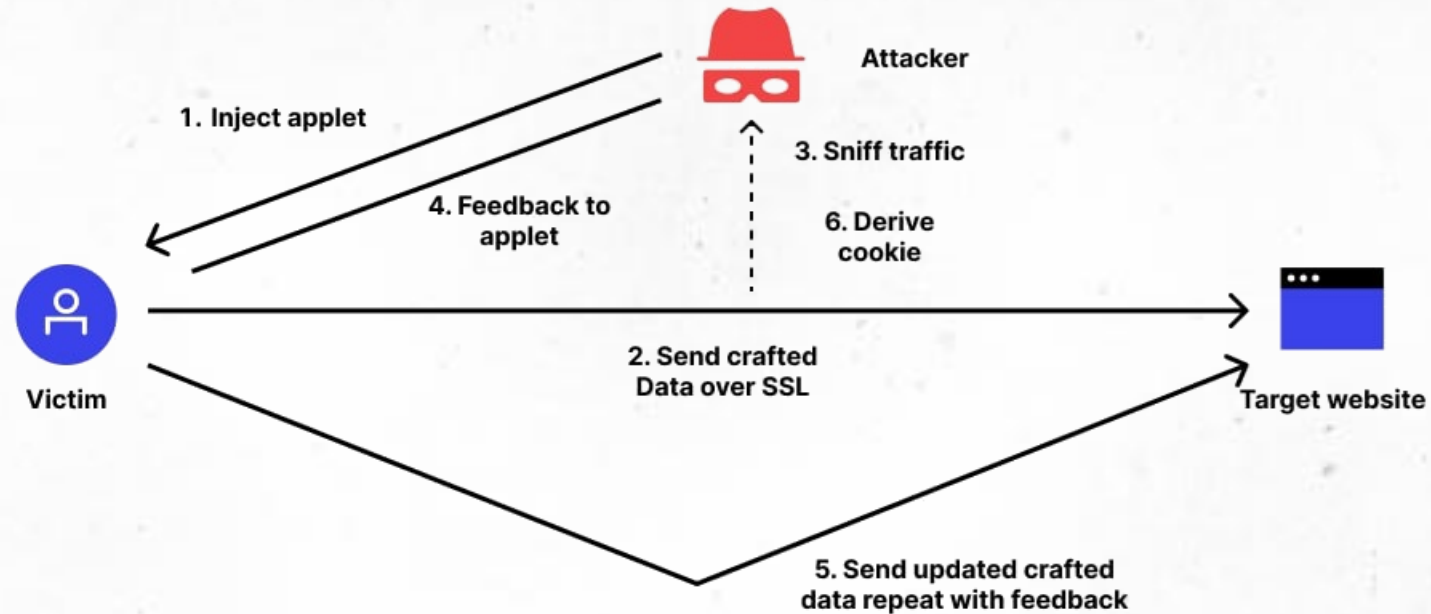 Attacker
1. Inject applet
3. Sniff traffic
4. Feedback to
applet
6. Derive
cookie
2. Send crafted
Data over SSL
Victim
Target website
5. Send updated crafted
data repeat with feedback